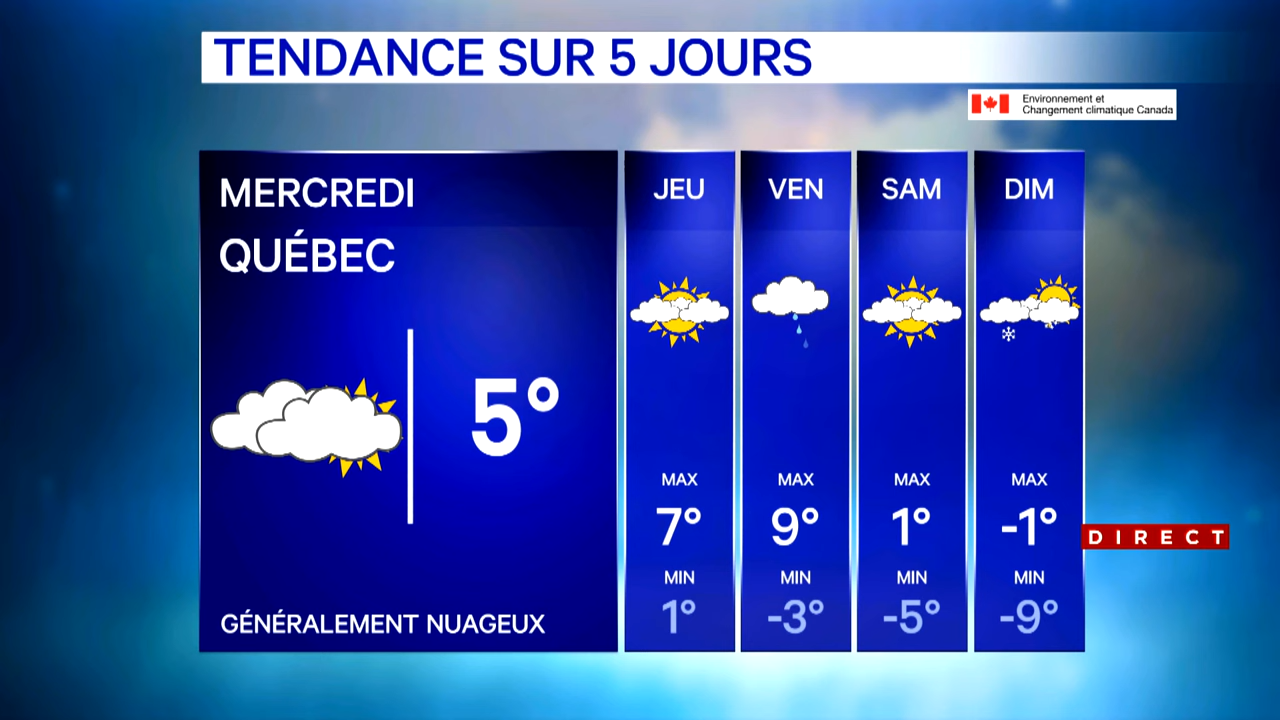 TENDANCE SUR 5 JOURS
Environnement et
Changement climatique Canada
MERCREDI
QUÉBEC
5°
GÉNÉRALEMENT NUAGEUX
JEU
MAX
7°
MIN
1°
VEN
MAX
9°
MIN
-3°
SAM
MAX
1°
MIN
-5°
DIM
MAX
-1°
MIN
-9°
DIRECT